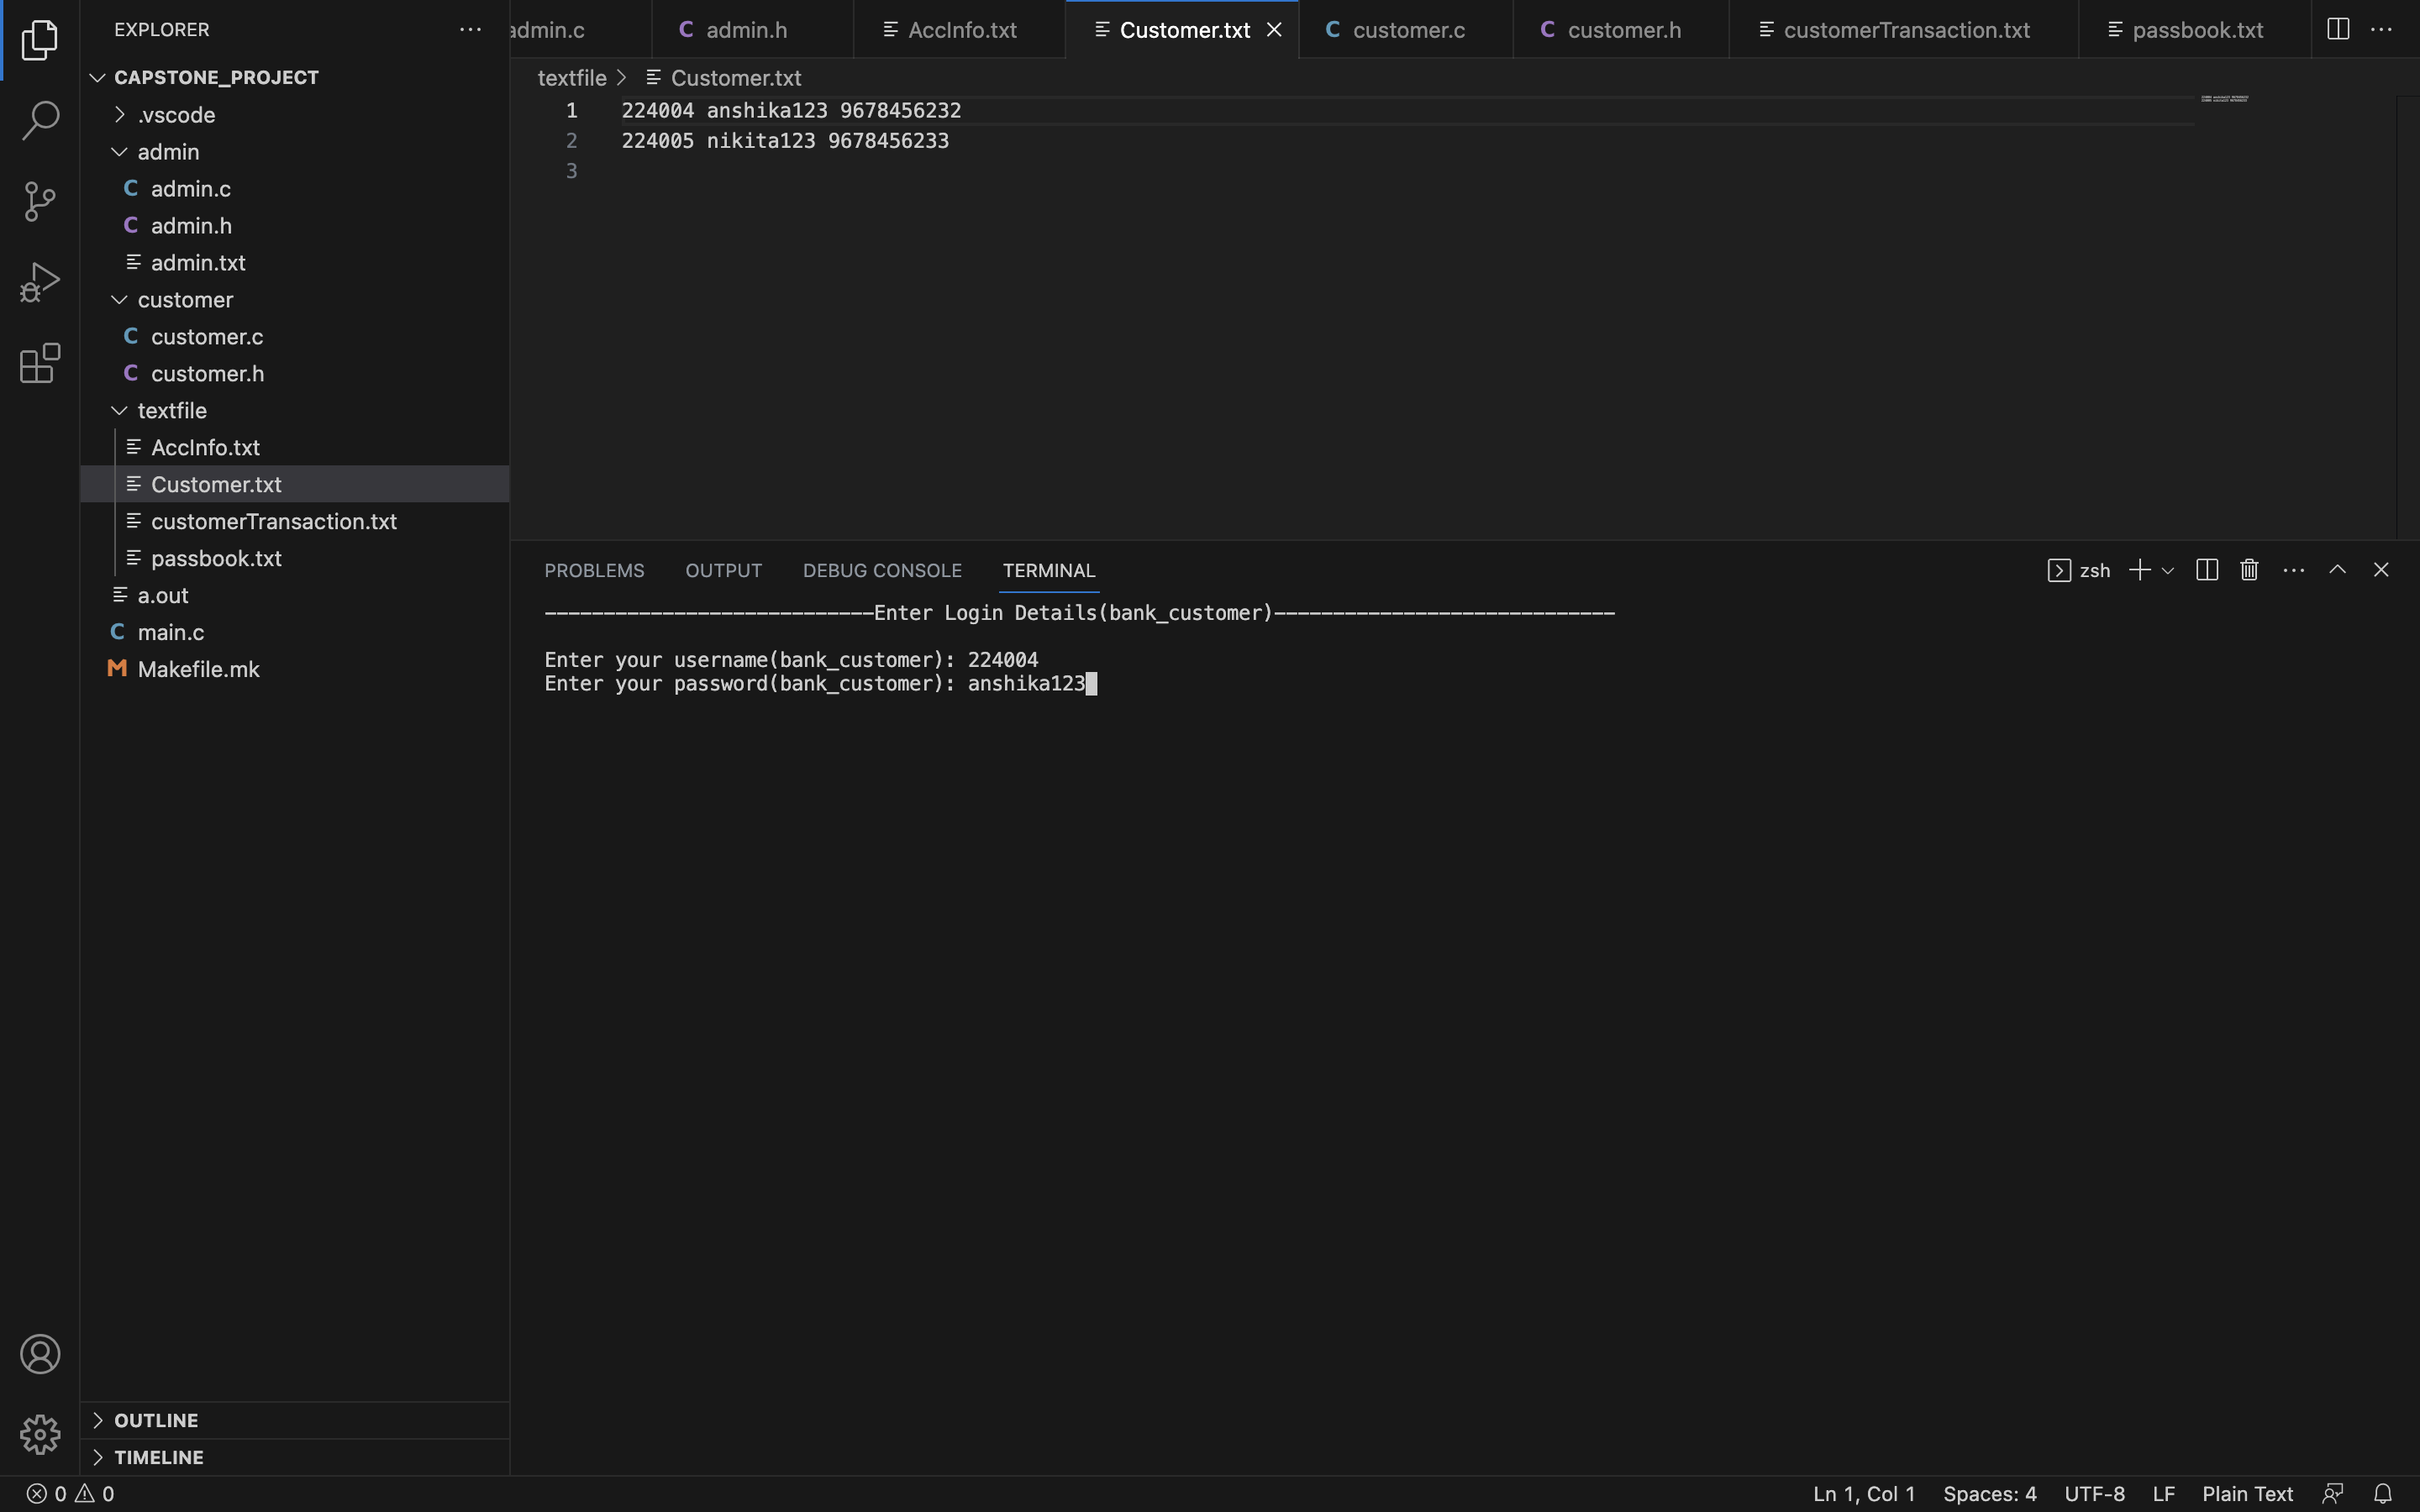 EXPLORER
CAPSTONE_PROJECT
.vscode
admin
C admin.c
C admin.h
admin.txt
customer
C customer.c
C customer.h
textfile
AccInfo.txt
Customer.txt
customerTransaction.txt
passbook.txt
a.out
C main.c
M Makefile.mk
OUTLINE
TIMELINE
admin.c
C admin.h
AccInfo.txt
Customer.txt
C customer.c
C customer.h
customerTransaction.txt
passbook.txt
textfile > Customer.txt
1 224004 anshika123 9678456232
2 224005 nikita123 9678456233
3
PROBLEMS OUTPUT DEBUG CONSOLE TERMINAL
zsh
----------------------------Enter Login Details(bank_customer)-----------------------------
Enter your username(bank_customer): 224004
Enter your password(bank_customer): anshika123
0 0
Ln 1, Col 1 Spaces: 4 UTF-8 LF Plain Text